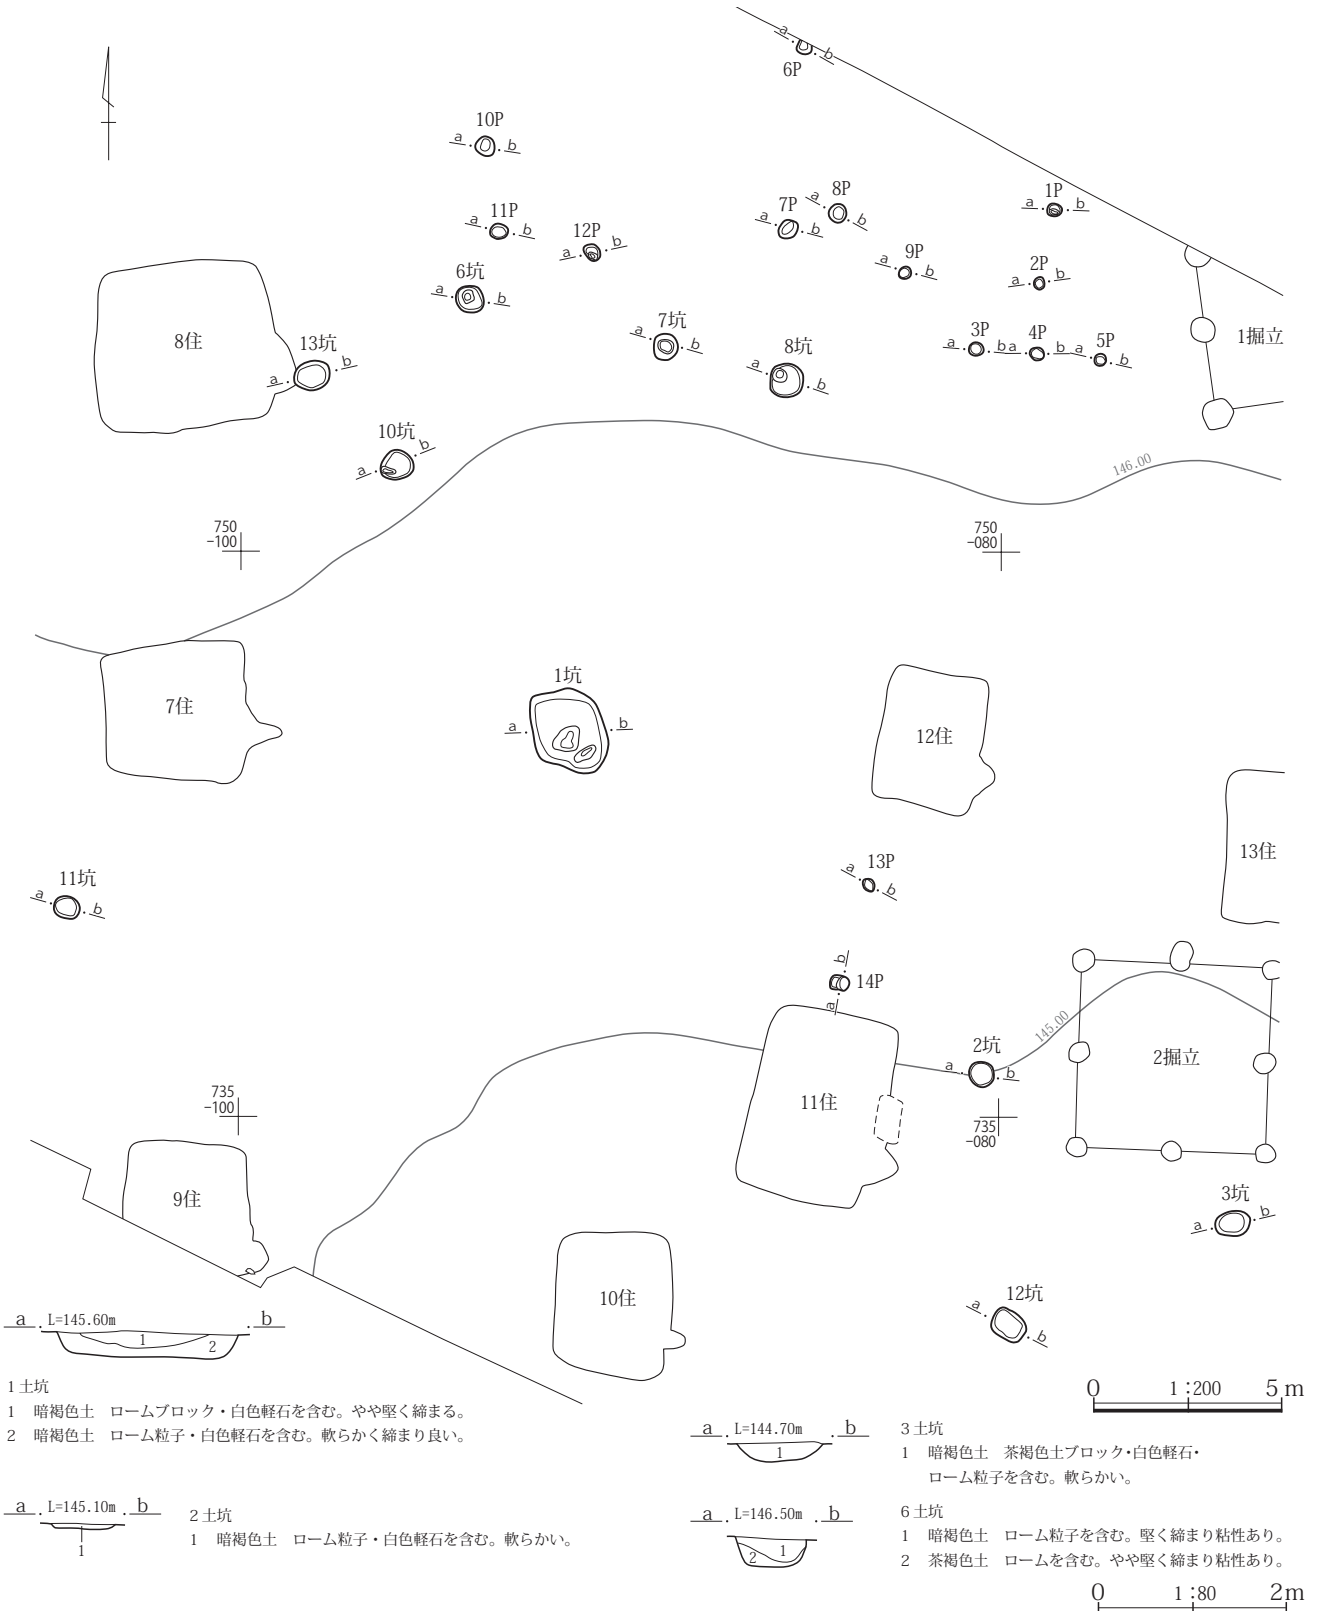 a b
6P
10P
a b
1P
a b
8P
a b
7P
a b
11P
a b
12P
a b
9P
a b
2P
a b
6坑
a b
7坑
a b
3P
a b
4P
a b
5P
a b
1掘立
8住
13坑
a b
8坑
a b
10坑
a b
146.00
750
-100
750
-080
7住
1坑
a b
12住
13住
13P
a b
11坑
a b
b
14P
a
145.00
2坑
a b
2掘立
11住
735
-100
735
-080
9住
3坑
a b
10住
12坑
a b
a L=145.60m b
1
2
1土坑
1 暗褐色土 ロームブロック・白色軽石を含む。やや堅く締まる。
2 暗褐色土 ローム粒子・白色軽石を含む。軟らかく締まり良い。
a L=145.10m b
1
2土坑
1 暗褐色土 ローム粒子・白色軽石を含む。軟らかい。
0 1:200 5m
a L=144.70m b
1
3土坑
1 暗褐色土 茶褐色土ブロック・白色軽石・
ローム粒子を含む。軟らかい。
a L=146.50m b
1
2
6土坑
1 暗褐色土 ローム粒子を含む。堅く締まり粘性あり。
2 茶褐色土 ロームを含む。やや堅く締まり粘性あり。
0 1:80 2m